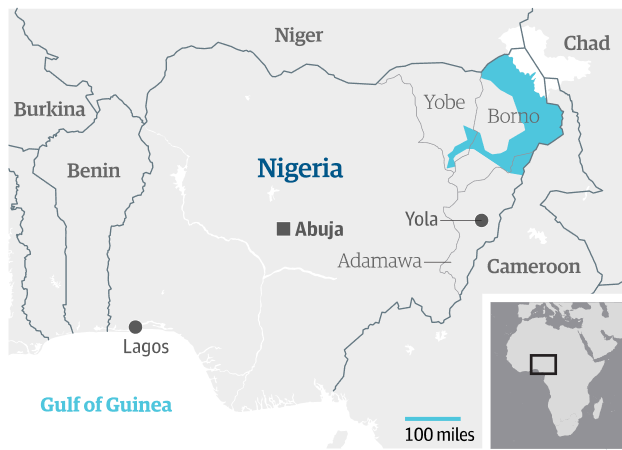 Niger
Chad
Burkina
Yobe
Borno
Benin
Nigeria
Yola
Abuja
Adamawa
Cameroon
Lagos
Gulf of Guinea
100 miles